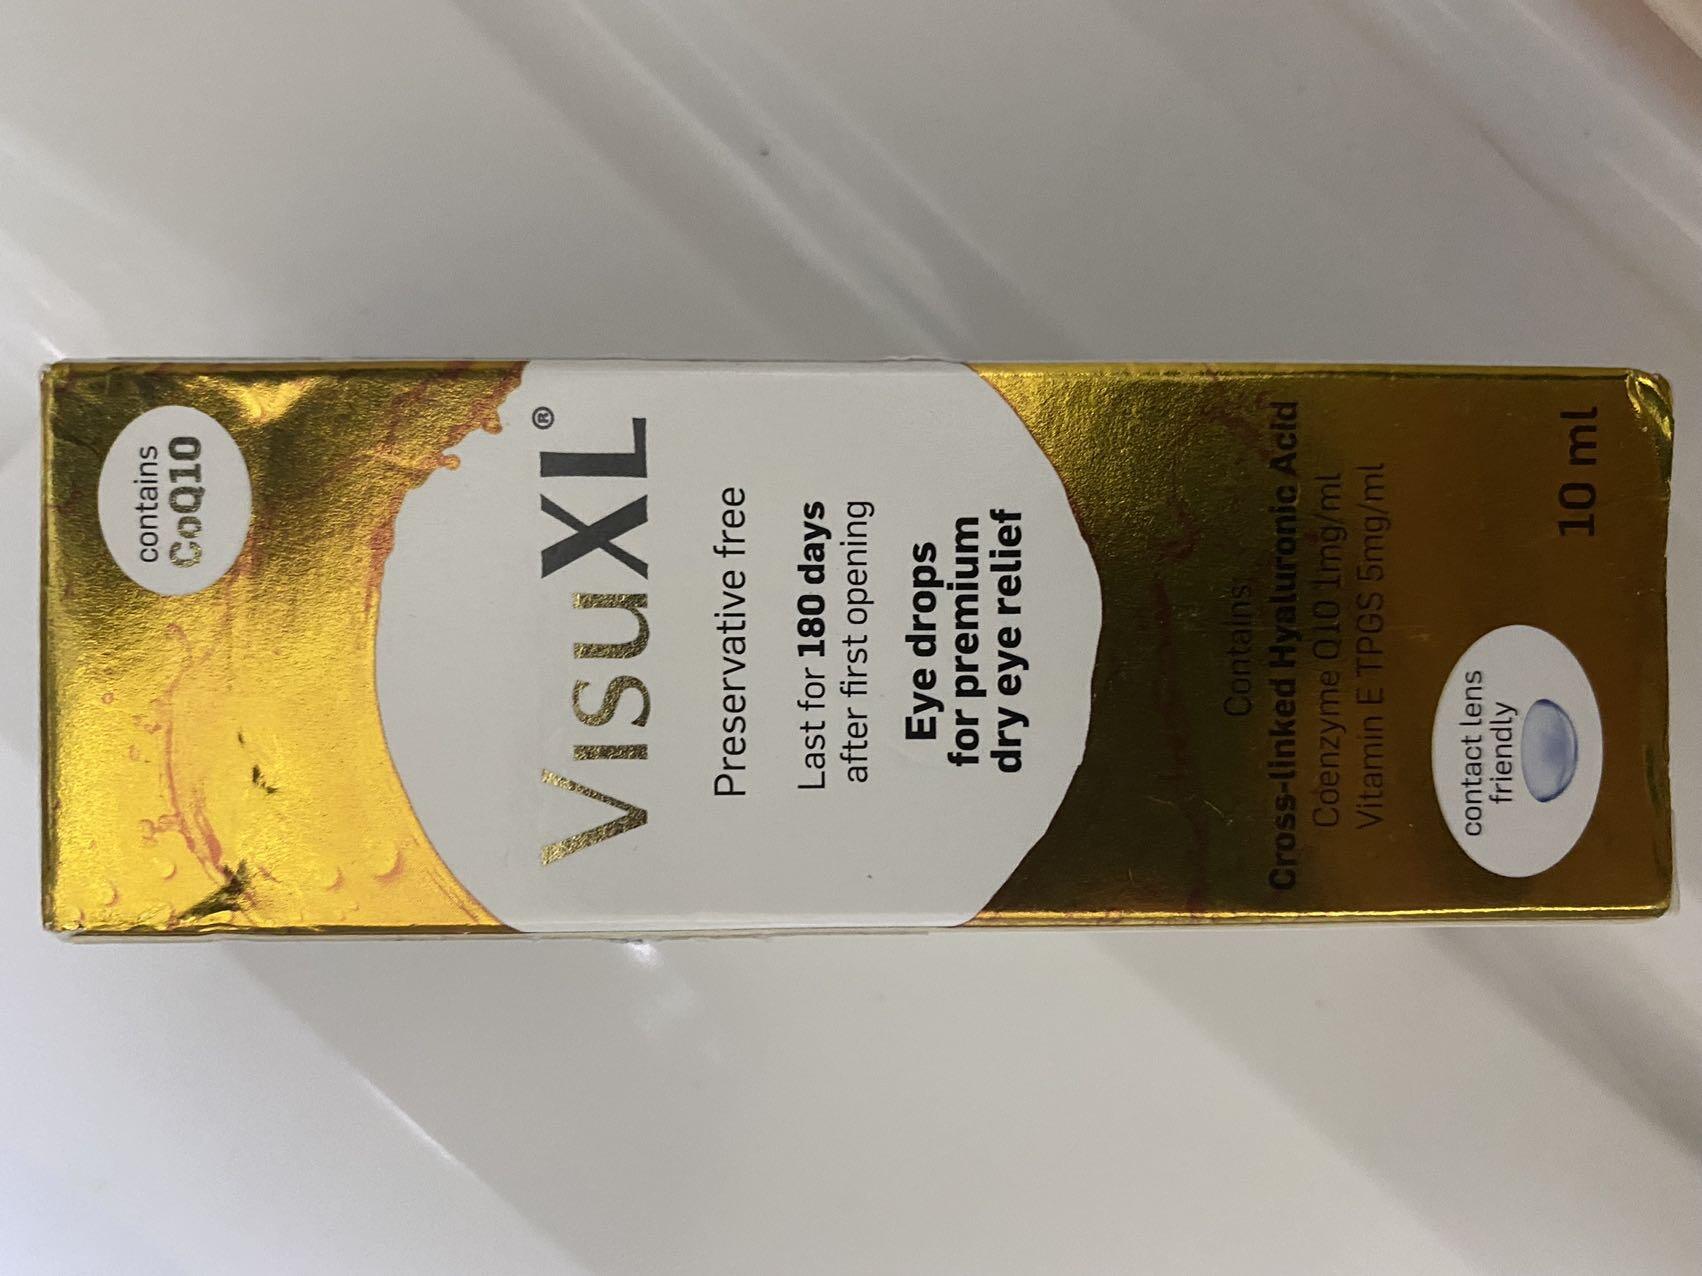 contains
CoQ10
VisuXL®
Preservative free
Last for 180 days
after first opening
Eye drops
for premium
dry eye relief
Contains
Cross-linked Hyaluronic Acid
Coenzyme Q10 1mg/ml
Vitamin E TPGS 5mg/ml
contact lens
friendly
10 ml